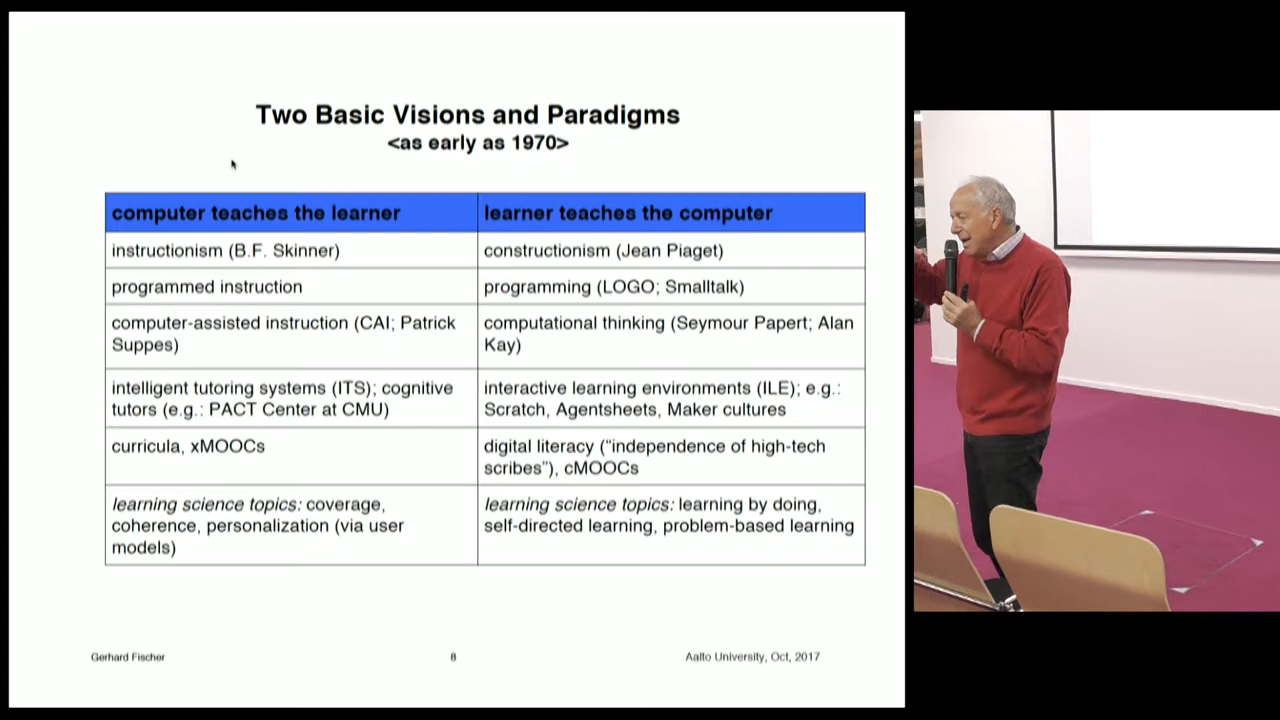 Two Basic Visions and Paradigms
<as early as 1970>
computer teaches the learner
learner teaches the computer
instructionism (B.F. Skinner)
constructionism (Jean Piaget)
programmed instruction
programming (LOGO; Smalltalk)
computer-assisted instruction (CAI; Patrick
Suppes)
computational thinking (Seymour Papert; Alan
Kay)
intelligent tutoring systems (ITS); cognitive
tutors (e.g.: PACT Center at CMU)
interactive learning environments (ILE); e.g.:
Scratch, Agentsheets, Maker cultures
curricula, xMOOCs
digital literacy (“independence of high-tech
scribes”), cMOOCs
learning science topics: coverage,
coherence, personalization (via user
models)
learning science topics: learning by doing,
self-directed learning, problem-based learning
Gerhard Fischer
8
Aalto University, Oct, 2017